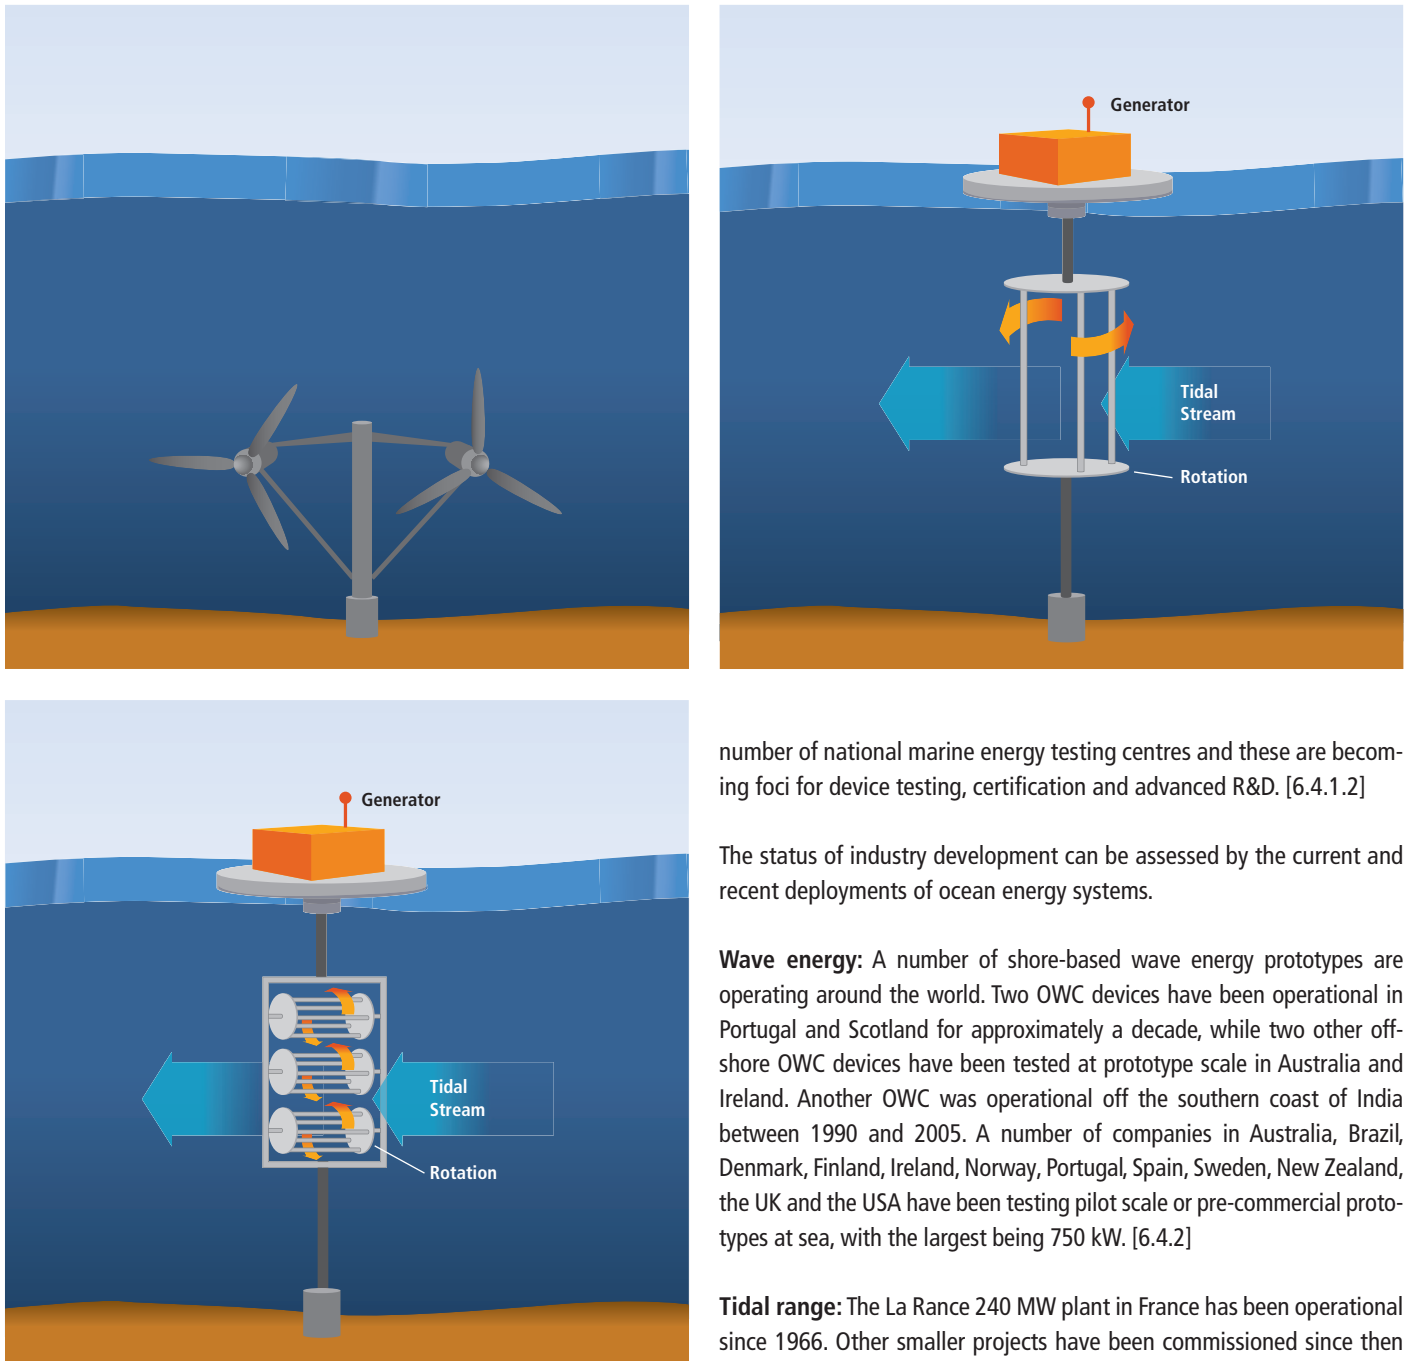 Generator
Tidal
Stream
Rotation
Generator
Tidal
Stream
Rotation
number of national marine energy testing centres and these are becom-
ing foci for device testing, certification and advanced R&D. [6.4.1.2]
The status of industry development can be assessed by the current and
recent deployments of ocean energy systems.
Wave energy: A number of shore-based wave energy prototypes are
operating around the world. Two OWC devices have been operational in
Portugal and Scotland for approximately a decade, while two other off-
shore OWC devices have been tested at prototype scale in Australia and
Ireland. Another OWC was operational off the southern coast of India
between 1990 and 2005. A number of companies in Australia, Brazil,
Denmark, Finland, Ireland, Norway, Portugal, Spain, Sweden, New Zealand,
the UK and the USA have been testing pilot scale or pre-commercial proto-
types at sea, with the largest being 750 kW. [6.4.2]
Tidal range: The La Rance 240 MW plant in France has been operational
since 1966. Other smaller projects have been commissioned since then